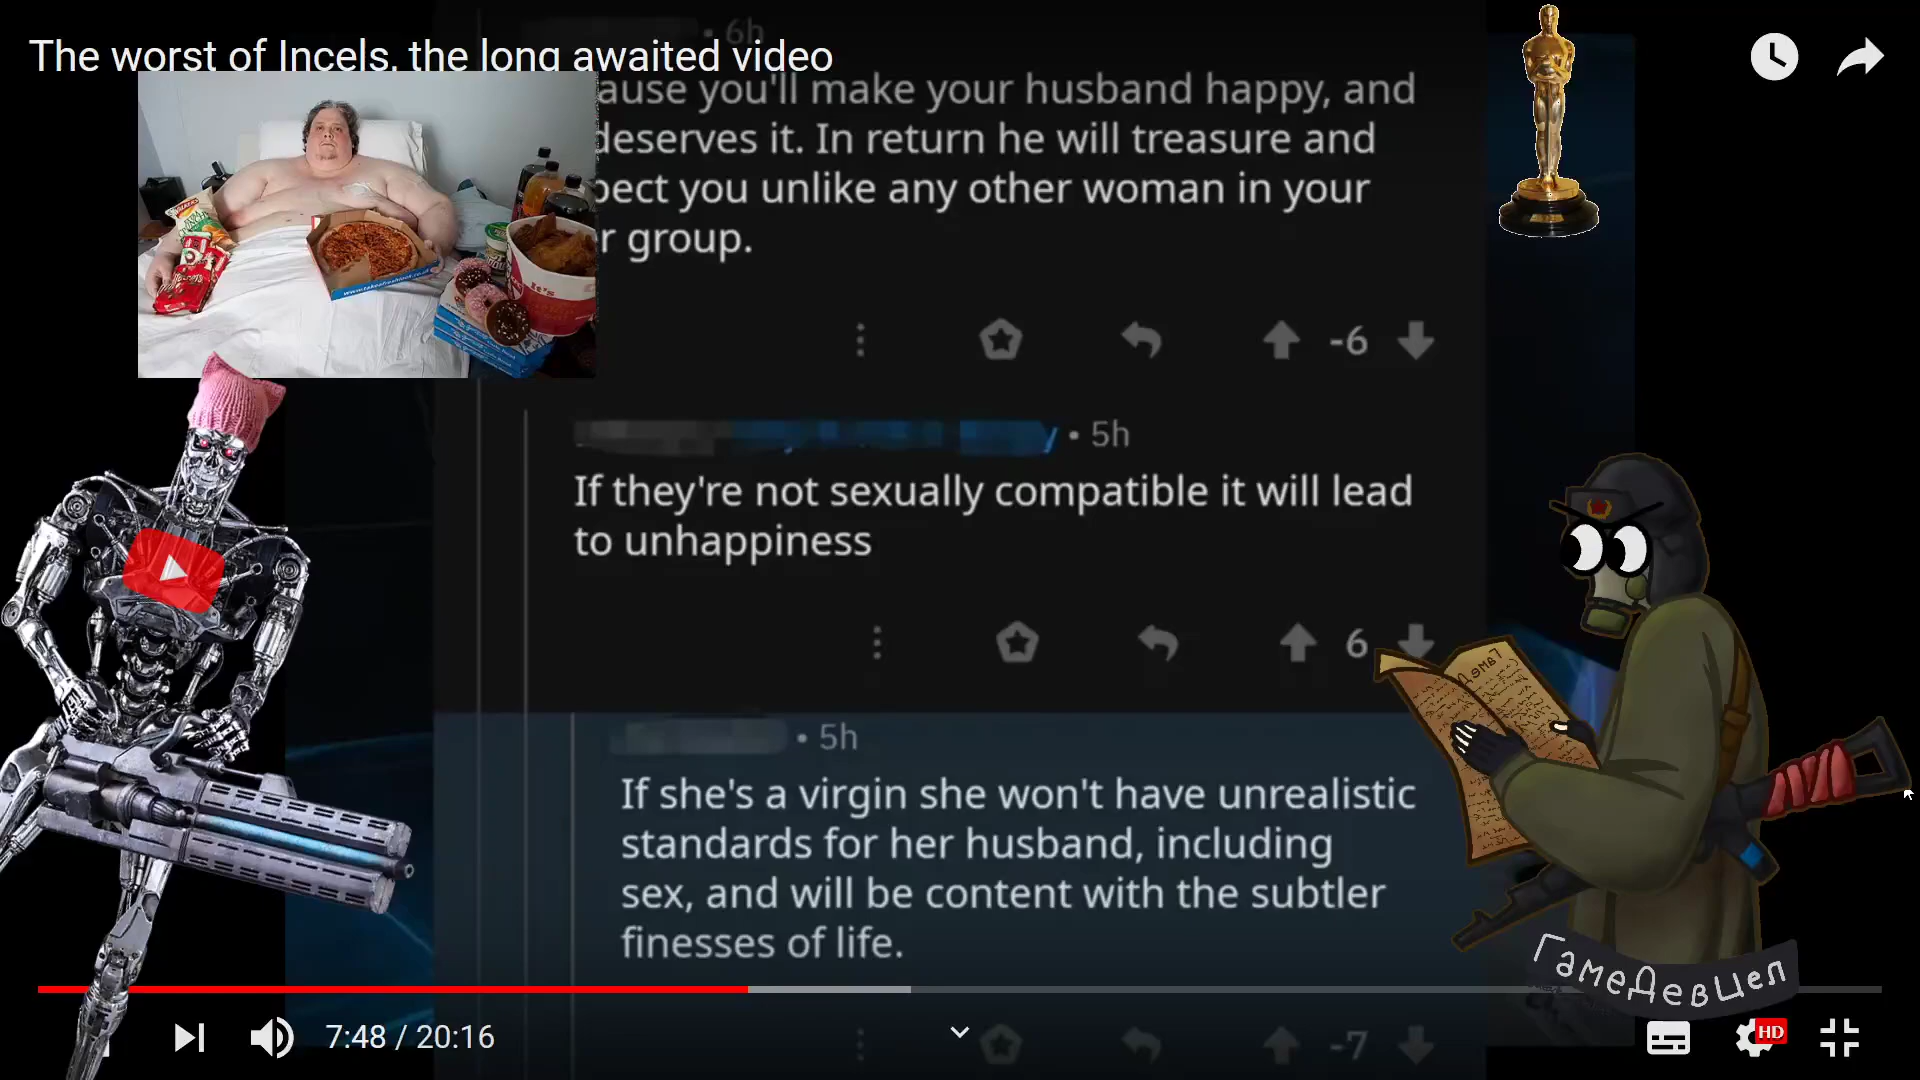 The worst of Incels, the long awaited video
6h
ause you'll make your husband happy, and
deserves it. In return he will treasure and
pect you unlike any other woman in your
r group.
-6
• 5h
If they're not sexually compatible it will lead
to unhappiness
6
• 5h
If she's a virgin she won't have unrealistic
standards for her husband, including
sex, and will be content with the subtler
finesses of life.
ГамеДевЦел
7:48 / 20:16
-7
HD